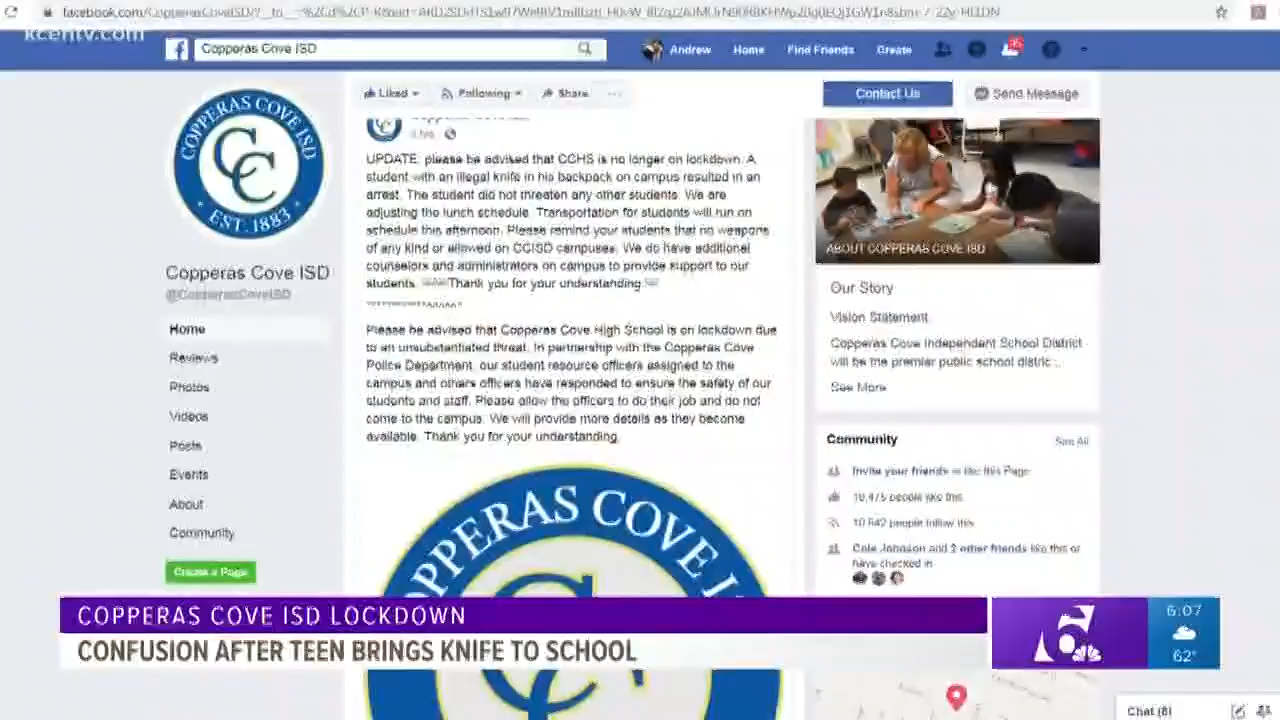 kcentv.com
Copperas Cove ISD
Andrew Home Find Friends Create
Liked Following Share ...
Contact Us
Send Message
COPPERAS COVE ISD
CC
EST. 1883
Copperas Cove ISD
@CopperasCoveISD
Home
Reviews
Photos
Videos
Posts
Events
About
Community
Create a Page
UPDATE: please be advised that CCHS is no longer on lockdown. A
student with an illegal knife in his backpack on campus resulted in an
arrest. The student did not threaten any other students. We are
adjusting the lunch schedule. Transportation for students will run on
schedule this afternoon. Please remind your students that no weapons
of any kind or allowed on CCISD campuses. We do have additional
counselors and administrators on campus to provide support to our
students. Thank you for your understanding.
Please be advised that Copperas Cove High School is on lockdown due
to an unsubstantiated threat. In partnership with the Copperas Cove
Police Department, our student resource officers assigned to the
campus and others officers have responded to ensure the safety of our
students and staff. Please allow the officers to do their job and do not
come to the campus. We will provide more details as they become
available. Thank you for your understanding.
COPPERAS COVE I
CC
ABOUT COPPERAS COVE ISD
Our Story
Vision Statement
Copperas Cove Independent School District
will be the premier public school distric...
See More
Community
See All
Invite your friends to like this Page
10,475 people like this
10,642 people follow this
Cole Johnson and 2 other friends like this or
have checked in
COPPERAS COVE ISD LOCKDOWN
CONFUSION AFTER TEEN BRINGS KNIFE TO SCHOOL
6
6:07
62°
Chat (8)